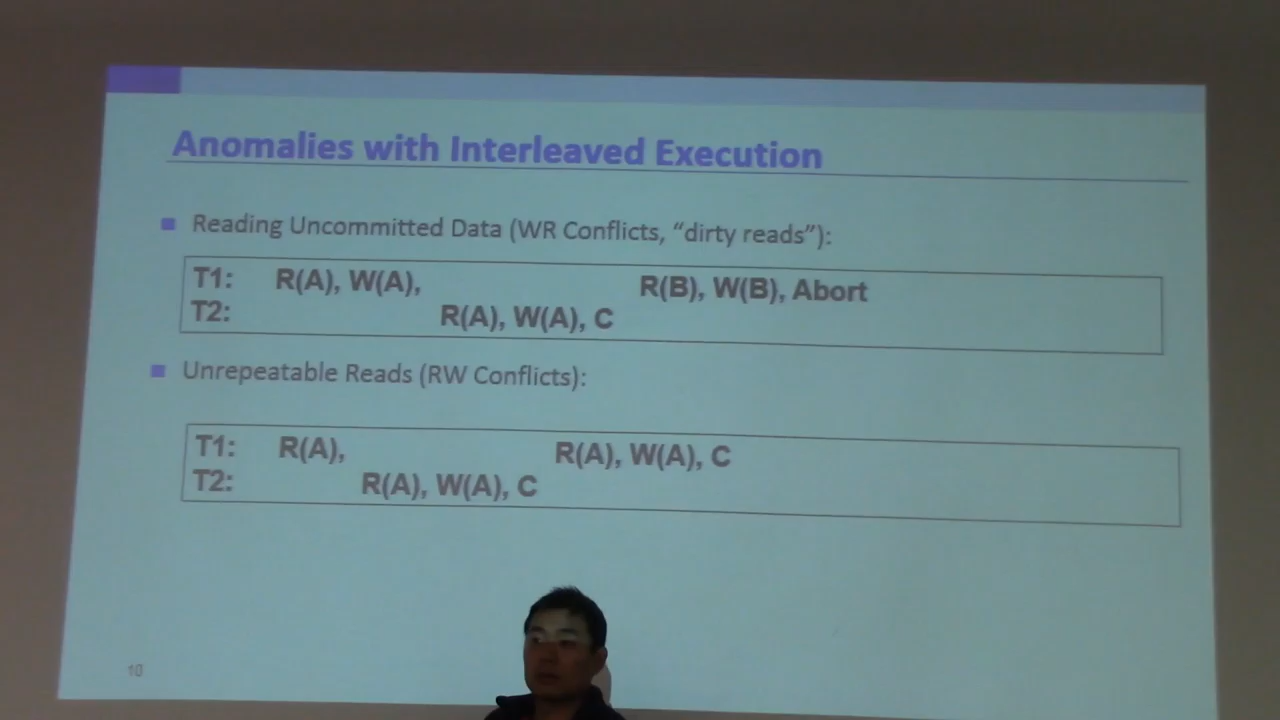 Anomalies with Interleaved Execution
Reading Uncommitted Data (WR Conflicts, “dirty reads”):
T1: R(A), W(A), R(B), W(B), Abort
T2: R(A), W(A), C
Unrepeatable Reads (RW Conflicts):
T1: R(A), R(A), W(A), C
T2: R(A), W(A), C
10